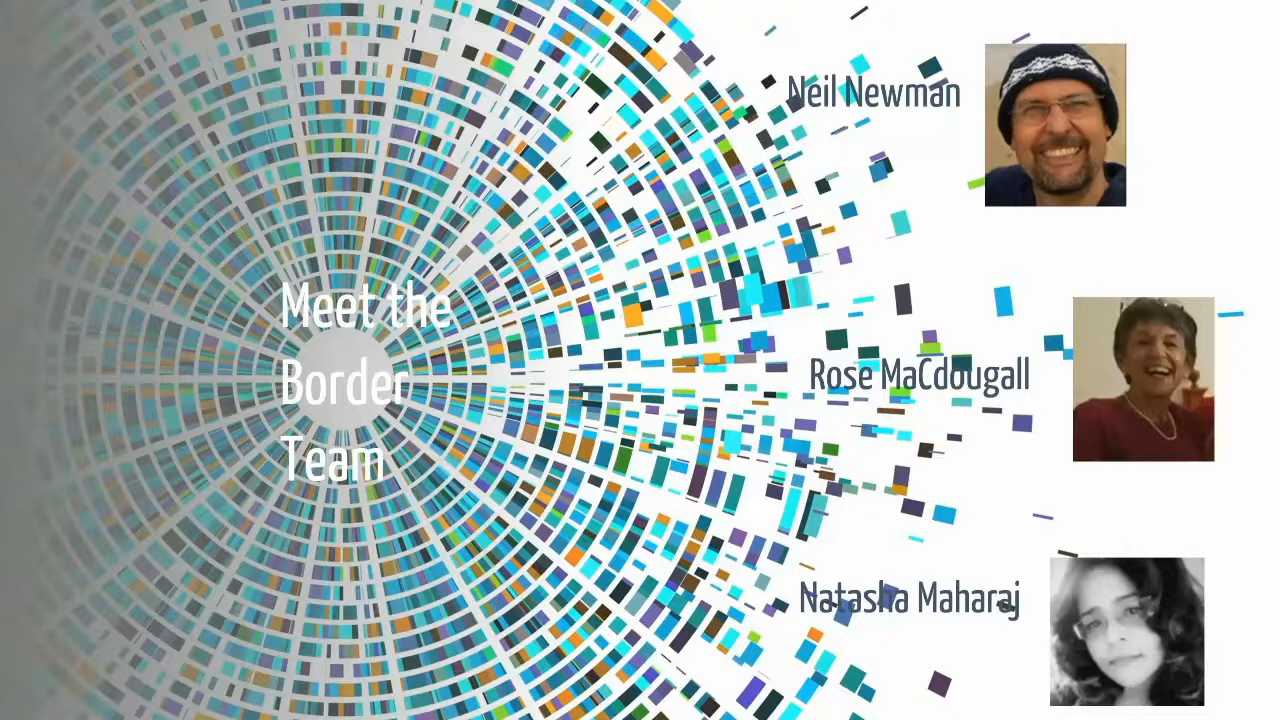 Neil Newman
Meet the
Border
Team
Rose MaCdougall
Natasha Maharaj